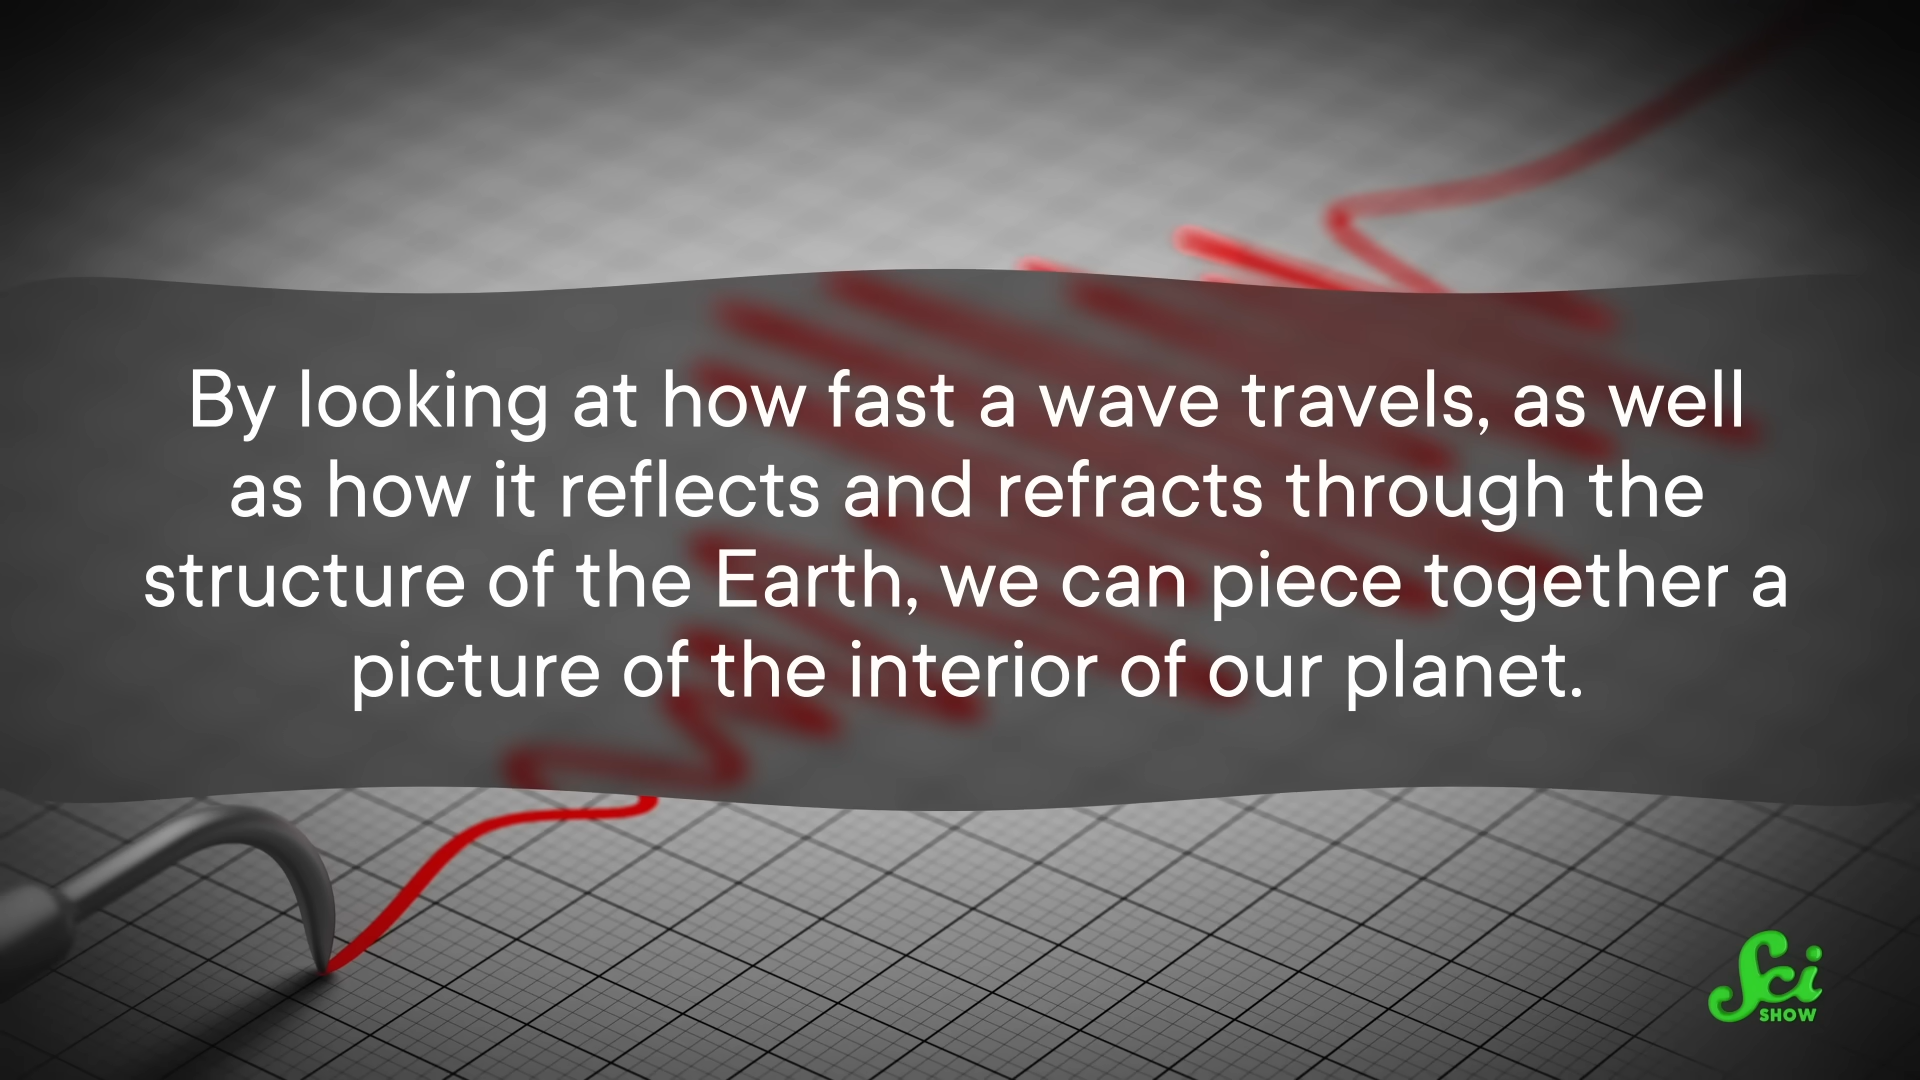 By looking at how fast a wave travels, as well
as how it reflects and refracts through the
structure of the Earth, we can piece together a
picture of the interior of our planet.
Sci
SHOW